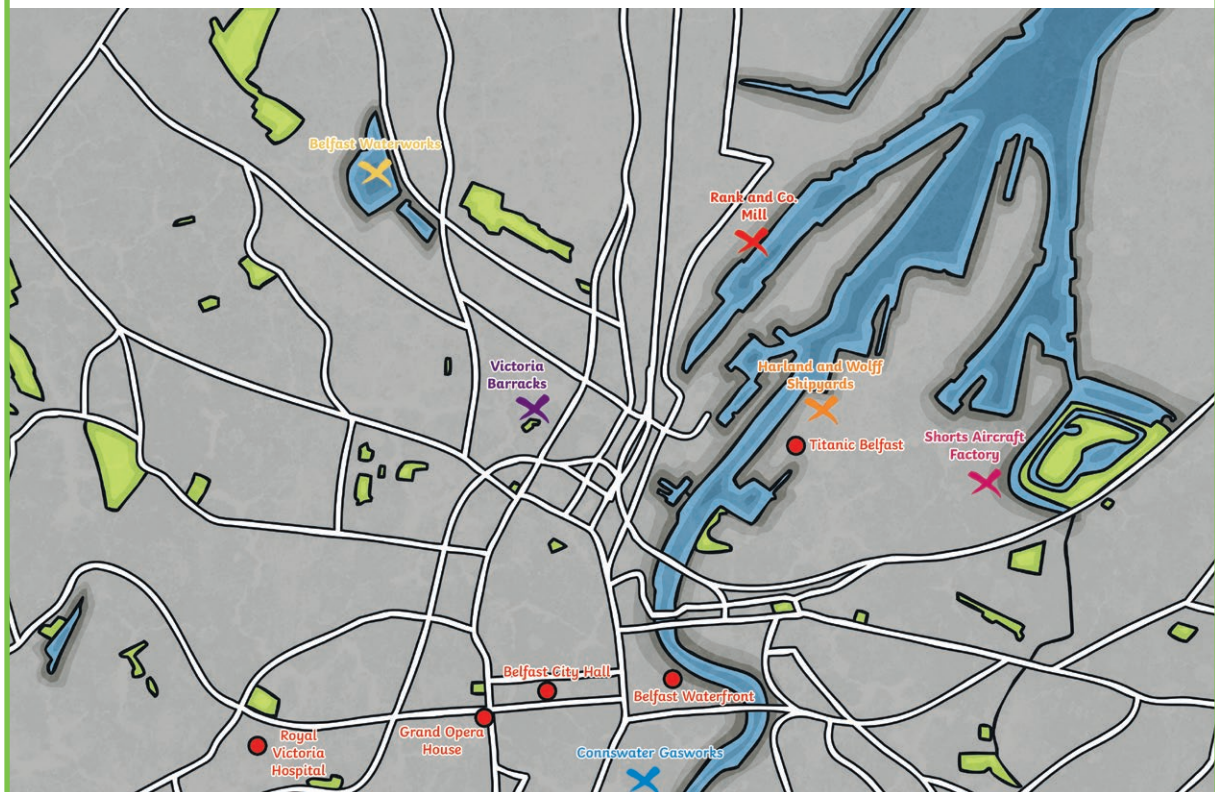 Belfast Waterworks
Rank and Co.
Mill
Victoria
Barracks
Harland and Wolff
Shipyards
Titanic Belfast
Shorts Aircraft
Factory
Belfast City Hall
Belfast Waterfront
Grand Opera
House
Royal
Victoria
Hospital
Connswater Gasworks